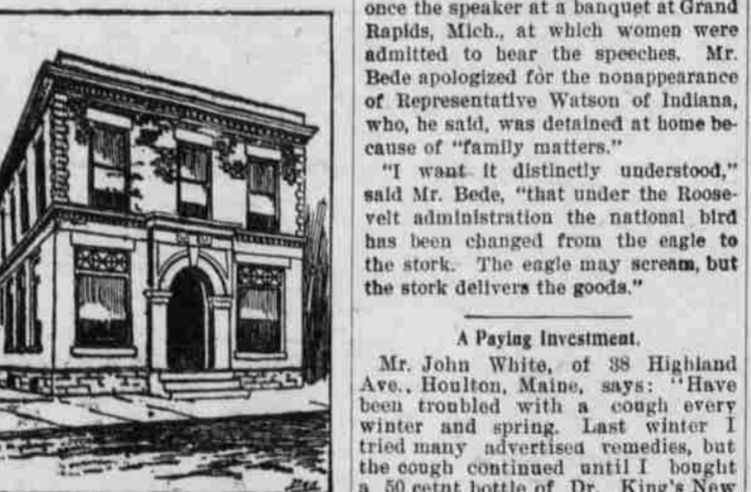 once the speaker at a banquet at Grand
Rapids, Mich., at which women were
admitted to hear the speeches. Mr.
Bede apologized for the nonappearance
of Representative Watson of Indiana,
who, he said, was detained at home be-
cause of "family matters."
"I want it distinctly understood,"
said Mr. Bede, "that under the Roose-
velt administration the national bird
has been changed from the eagle to
the stork. The eagle may scream, but
the stork delivers the goods."
A Paying Investment.
Mr. John White, of 38 Highland
Ave., Houlton, Maine, says: "Have
been troubled with a cough every
winter and spring. Last winter I
tried many advertised remedies, but
the cough continued until I bought
a 50 cetnt bottle of Dr. King's New